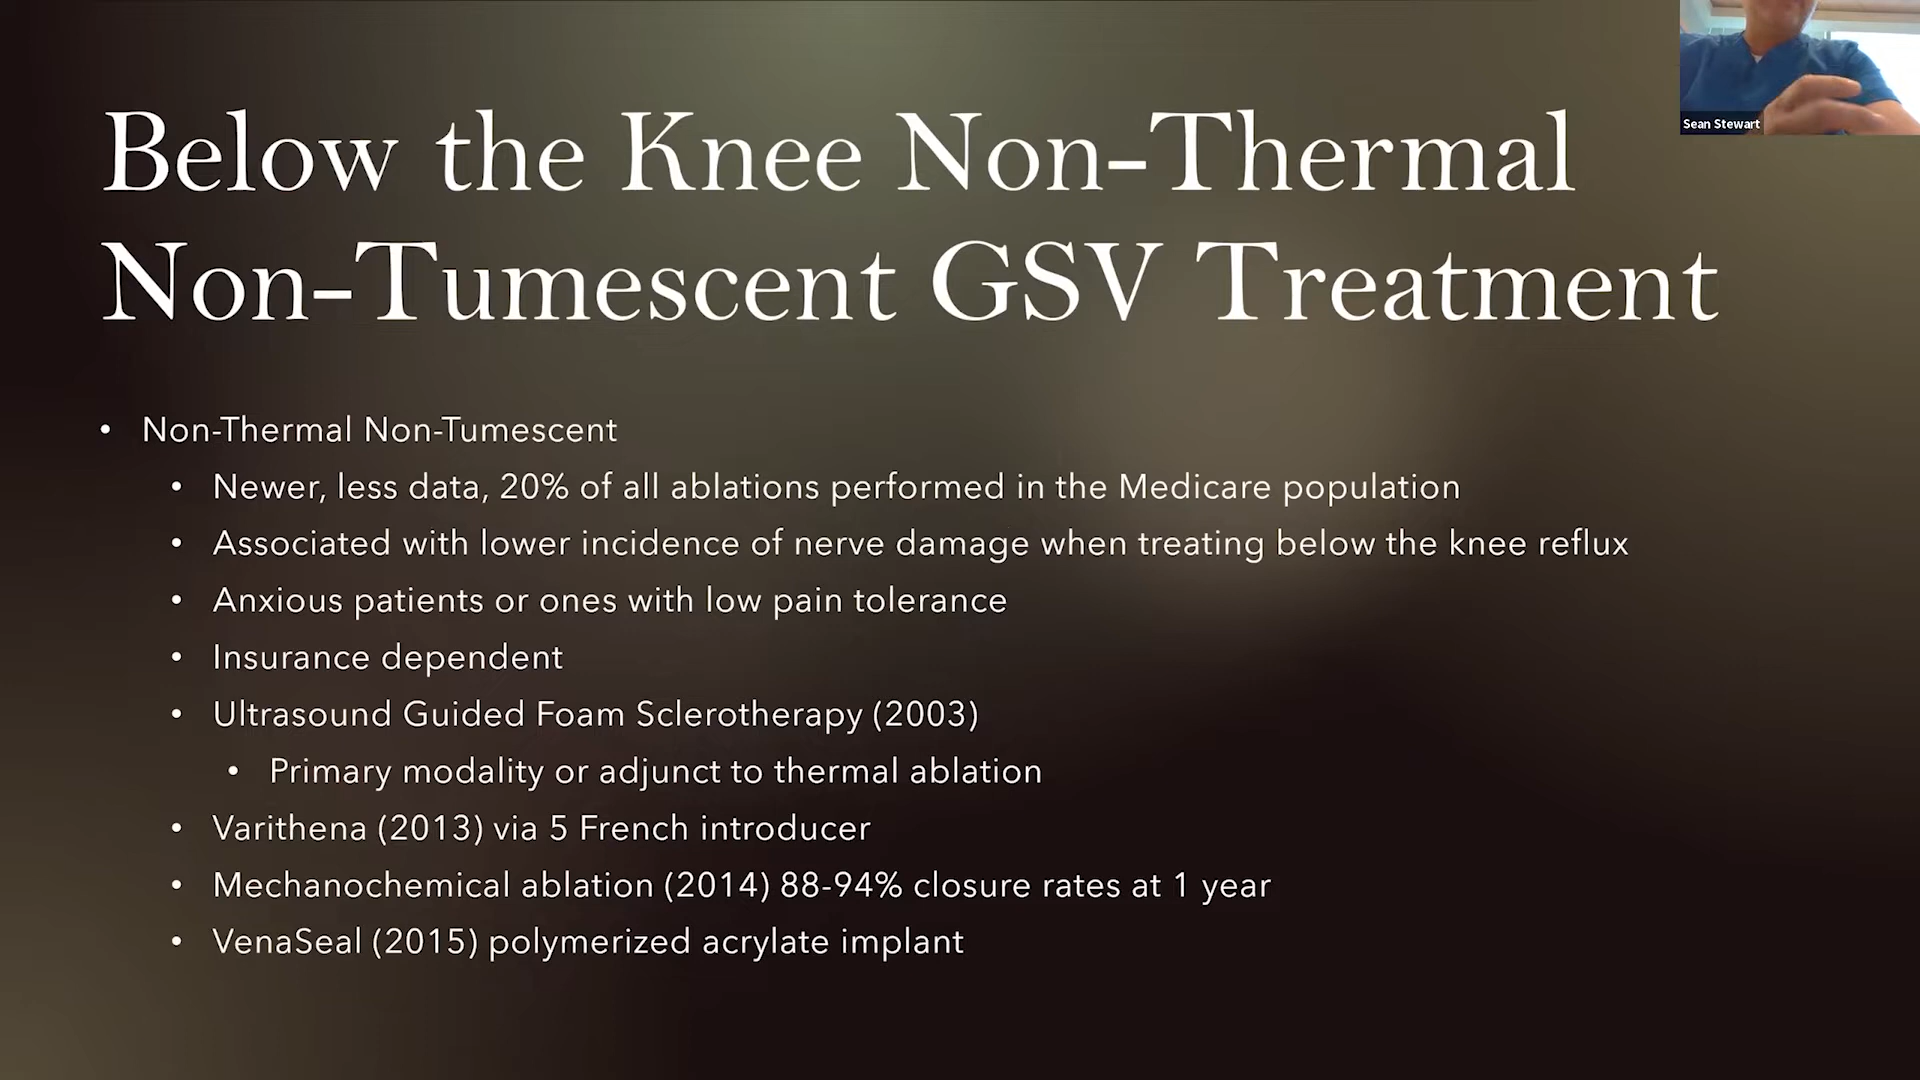 Below the Knee Non-Thermal
Non-Tumescent GSV Treatment
Sean Stewart
• Non-Thermal Non-Tumescent
• Newer, less data, 20% of all ablations performed in the Medicare population
• Associated with lower incidence of nerve damage when treating below the knee reflux
• Anxious patients or ones with low pain tolerance
• Insurance dependent
• Ultrasound Guided Foam Sclerotherapy (2003)
• Primary modality or adjunct to thermal ablation
• Varithena (2013) via 5 French introducer
• Mechanochemical ablation (2014) 88-94% closure rates at 1 year
• VenaSeal (2015) polymerized acrylate implant